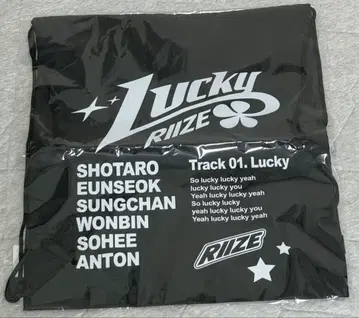 Lucky
RIIZE
SHOTARO
EUNSEOK
SUNGCHAN
WONBIN
SOHEE
ANTON
Track 01. Lucky
So lucky lucky yeah
lucky lucky you
Yeah lucky lucky yeah
So lucky lucky
yeah lucky lucky you
Yeah lucky lucky yeah
RIIZE